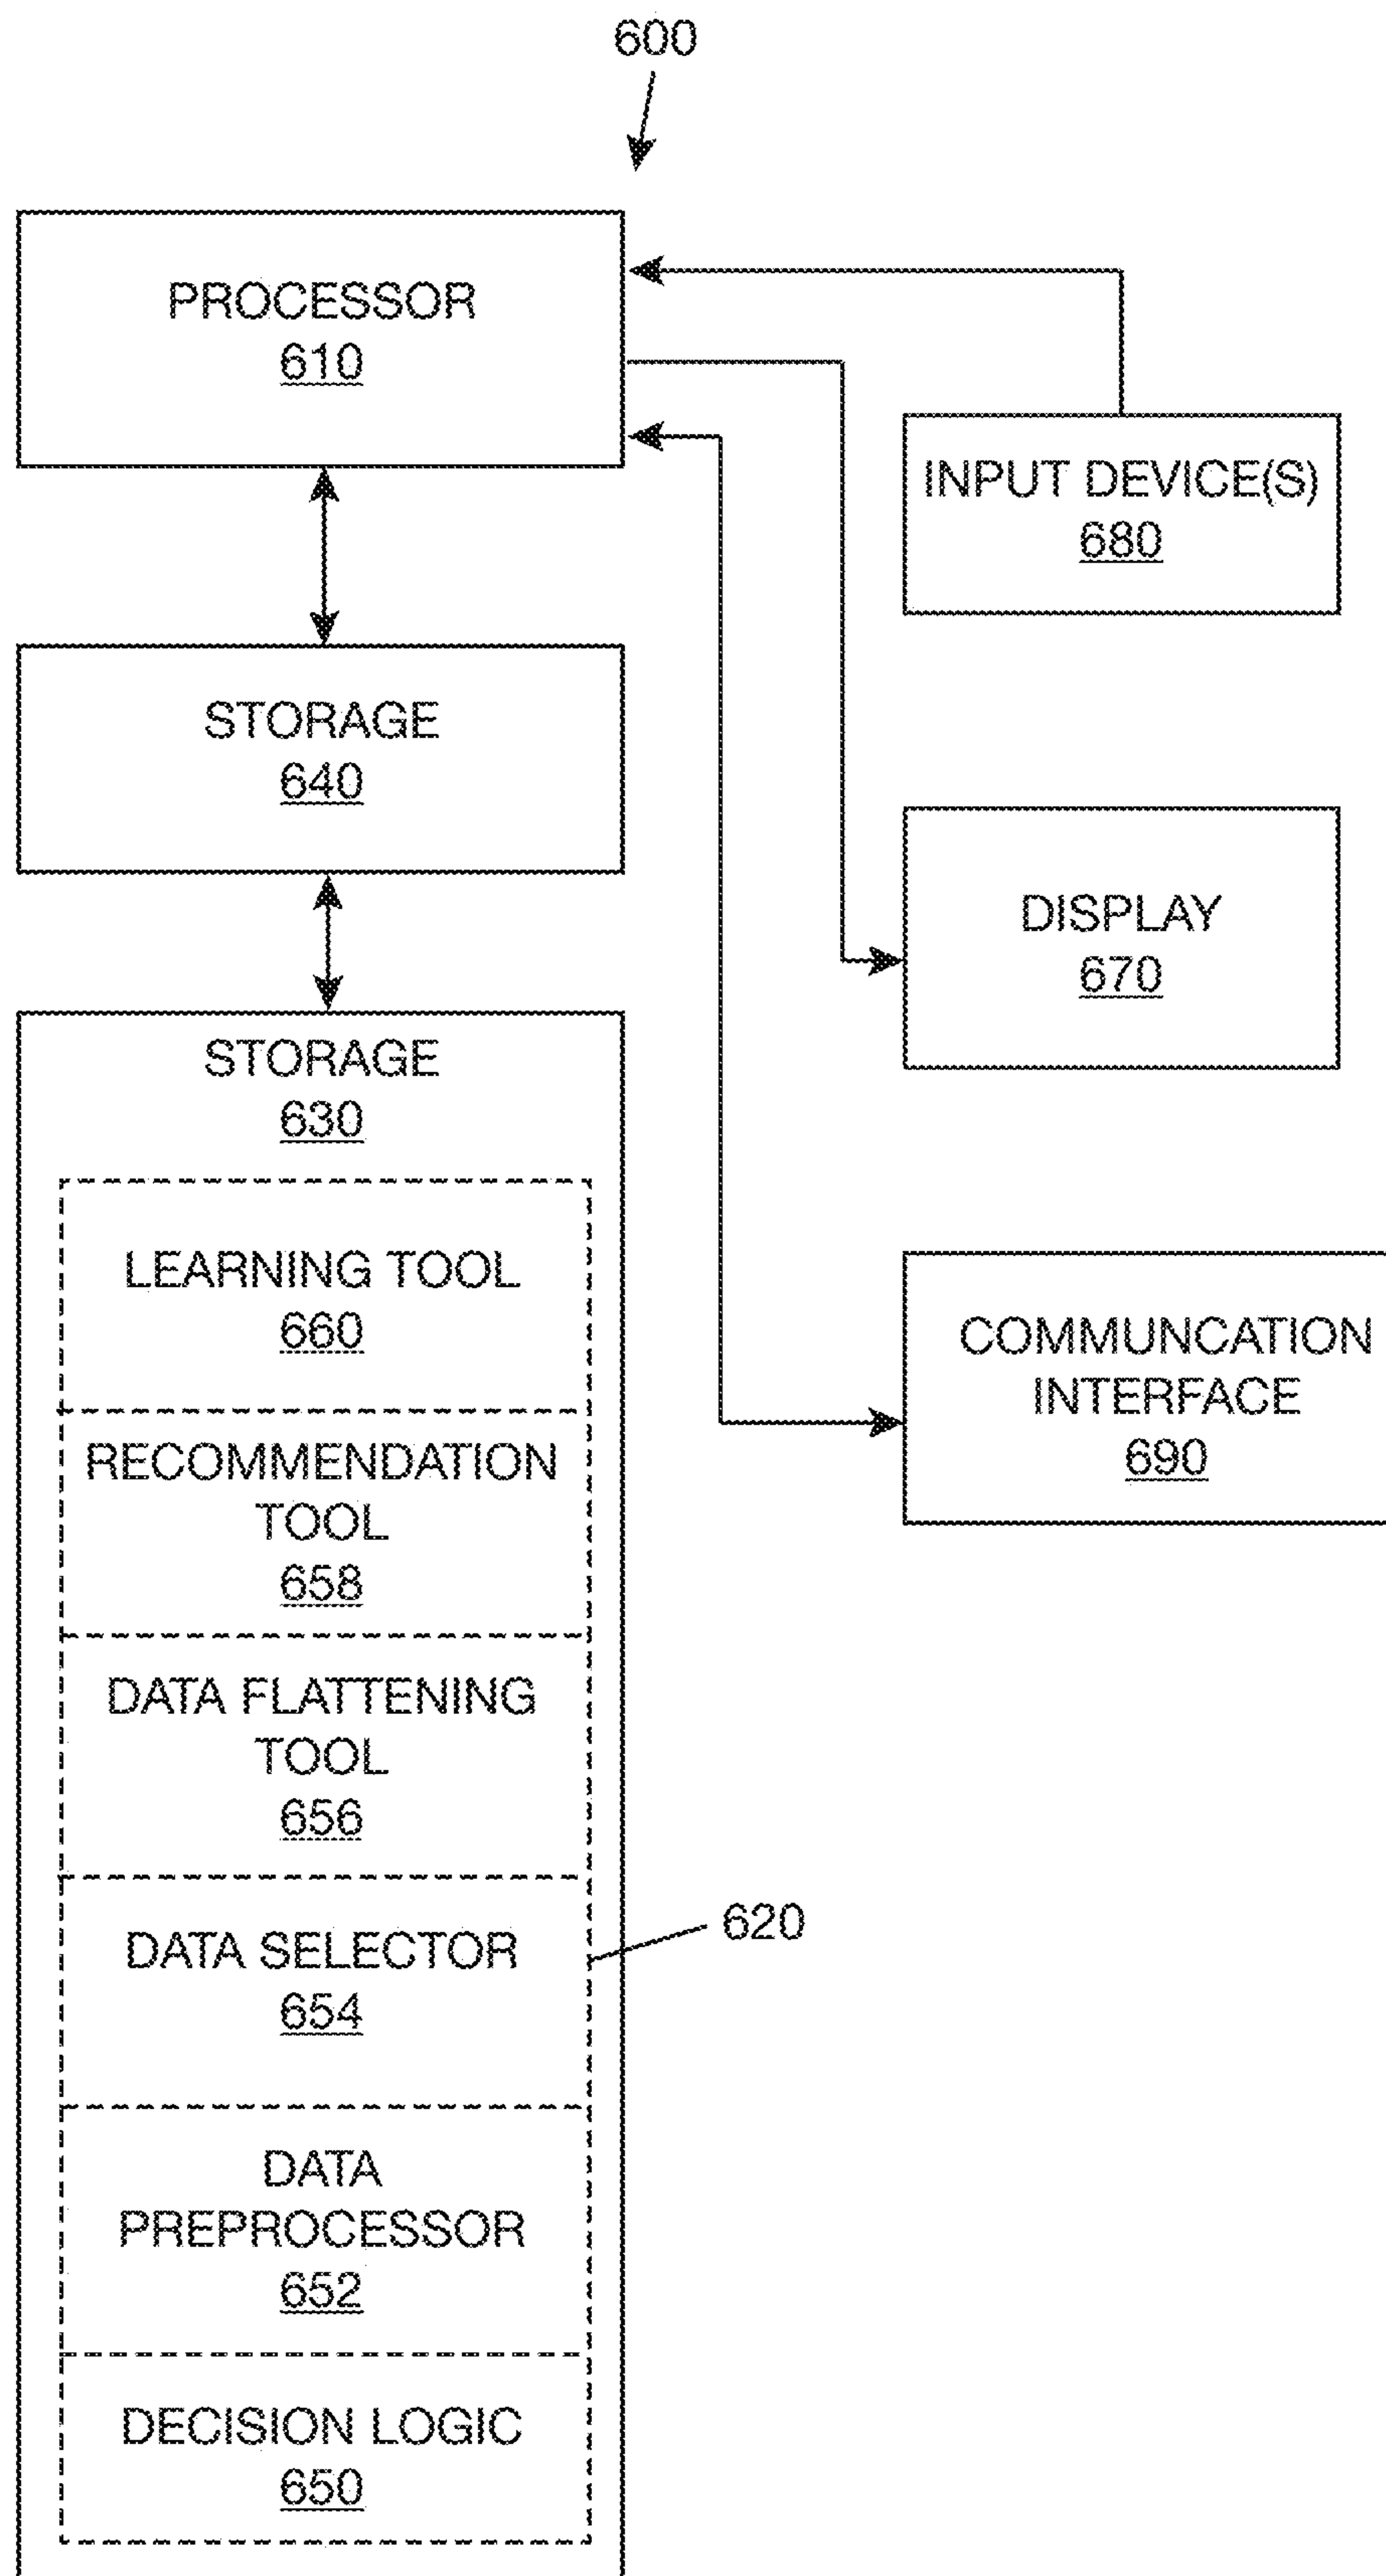 600
PROCESSOR
610
INPUT DEVICE(S)
680
STORAGE
640
DISPLAY
670
STORAGE
630
LEARNING TOOL
660
COMMUNCATION
INTERFACE
690
RECOMMENDATION
TOOL
658
DATA FLATTENING
TOOL
656
620
DATA SELECTOR
654
DATA
PREPROCESSOR
652
DECISION LOGIC
650